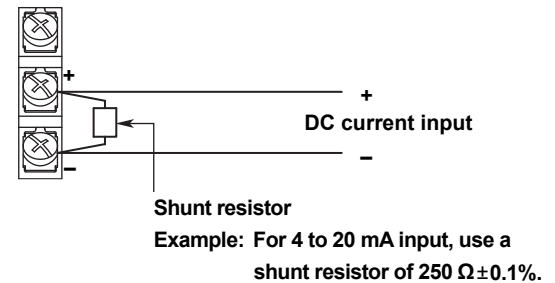 +
+
DC current input
–
–
Shunt resistor
Example: For 4 to 20 mA input, use a
shunt resistor of 250 Ω±0.1%.